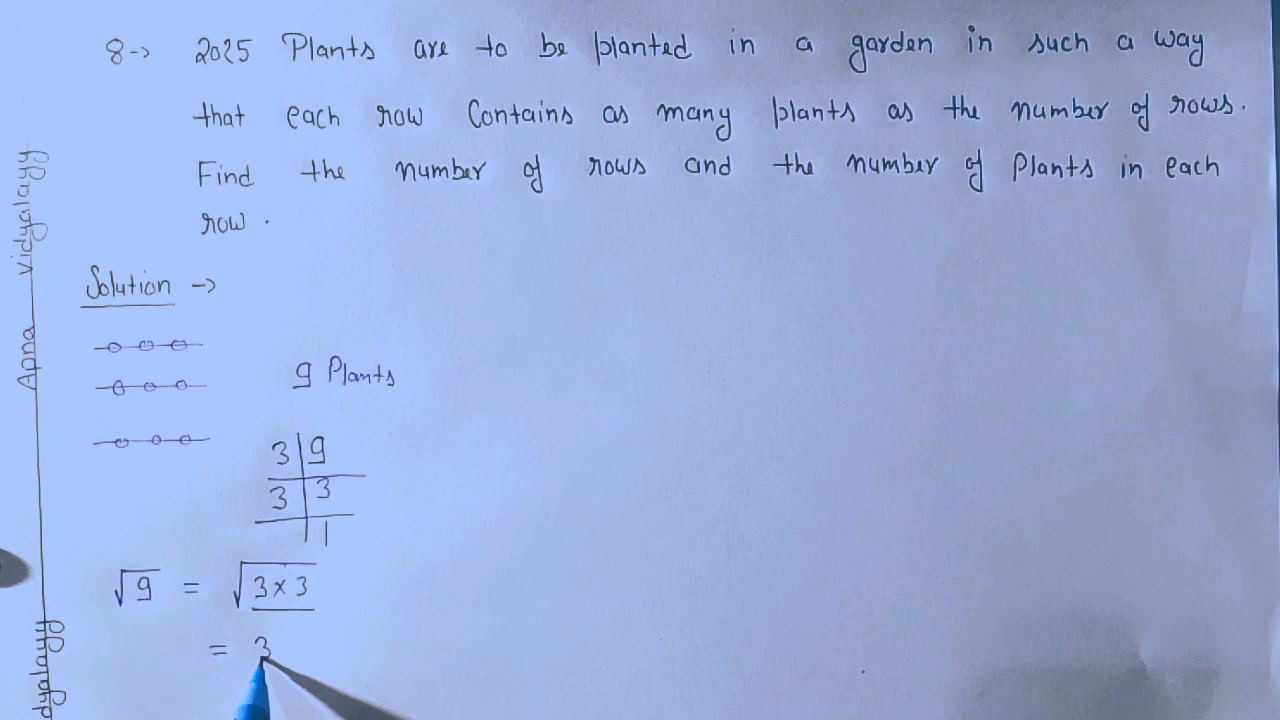 8-> 2025 Plants are to be planted in a garden in such a way
that each row Contains as many plants as the number of rows.
Find the number of rows and the number of Plants in each
row.
Solution ->
9 Plants
3 | 9
3 | 3
1
√9 = √3×3
= 3
Apna Vidyalayy
dyalayy